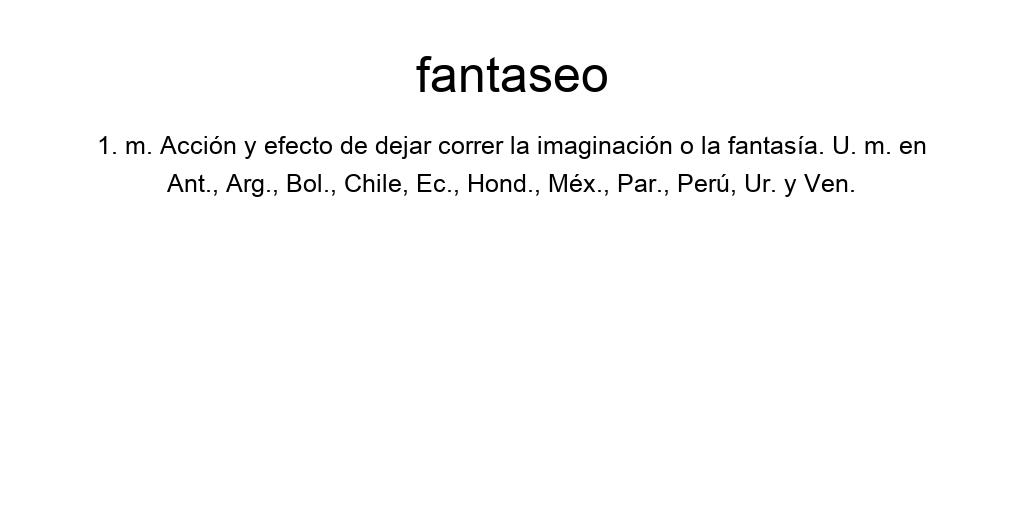 fantaseo
1. m. Acción y efecto de dejar correr la imaginación o la fantasía. U. m. en
Ant., Arg., Bol., Chile, Ec., Hond., Méx., Par., Perú, Ur. y Ven.